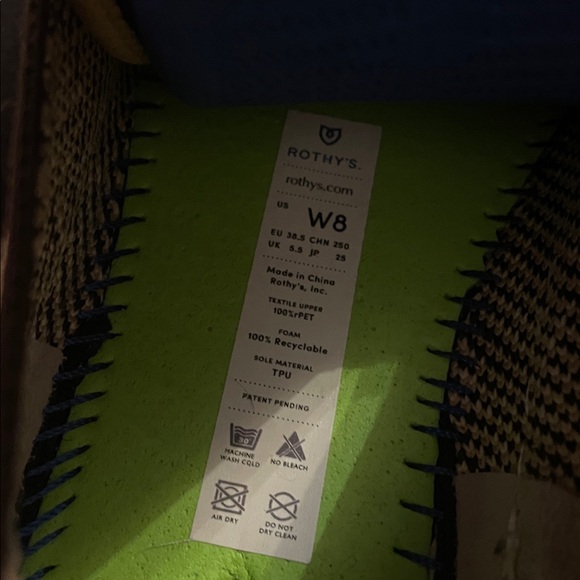 ROTHY'S
rothys.com
US W8
EU 38.5 CHN 250
UK 5.5 JP 25
Made in China
Rothy's, Inc.
TEXTILE UPPER
100%rPET
FOAM
100% Recyclable
SOLE MATERIAL
TPU
PATENT PENDING
30°
MACHINE
WASH COLD
NO BLEACH
AIR DRY
DO NOT
DRY CLEAN